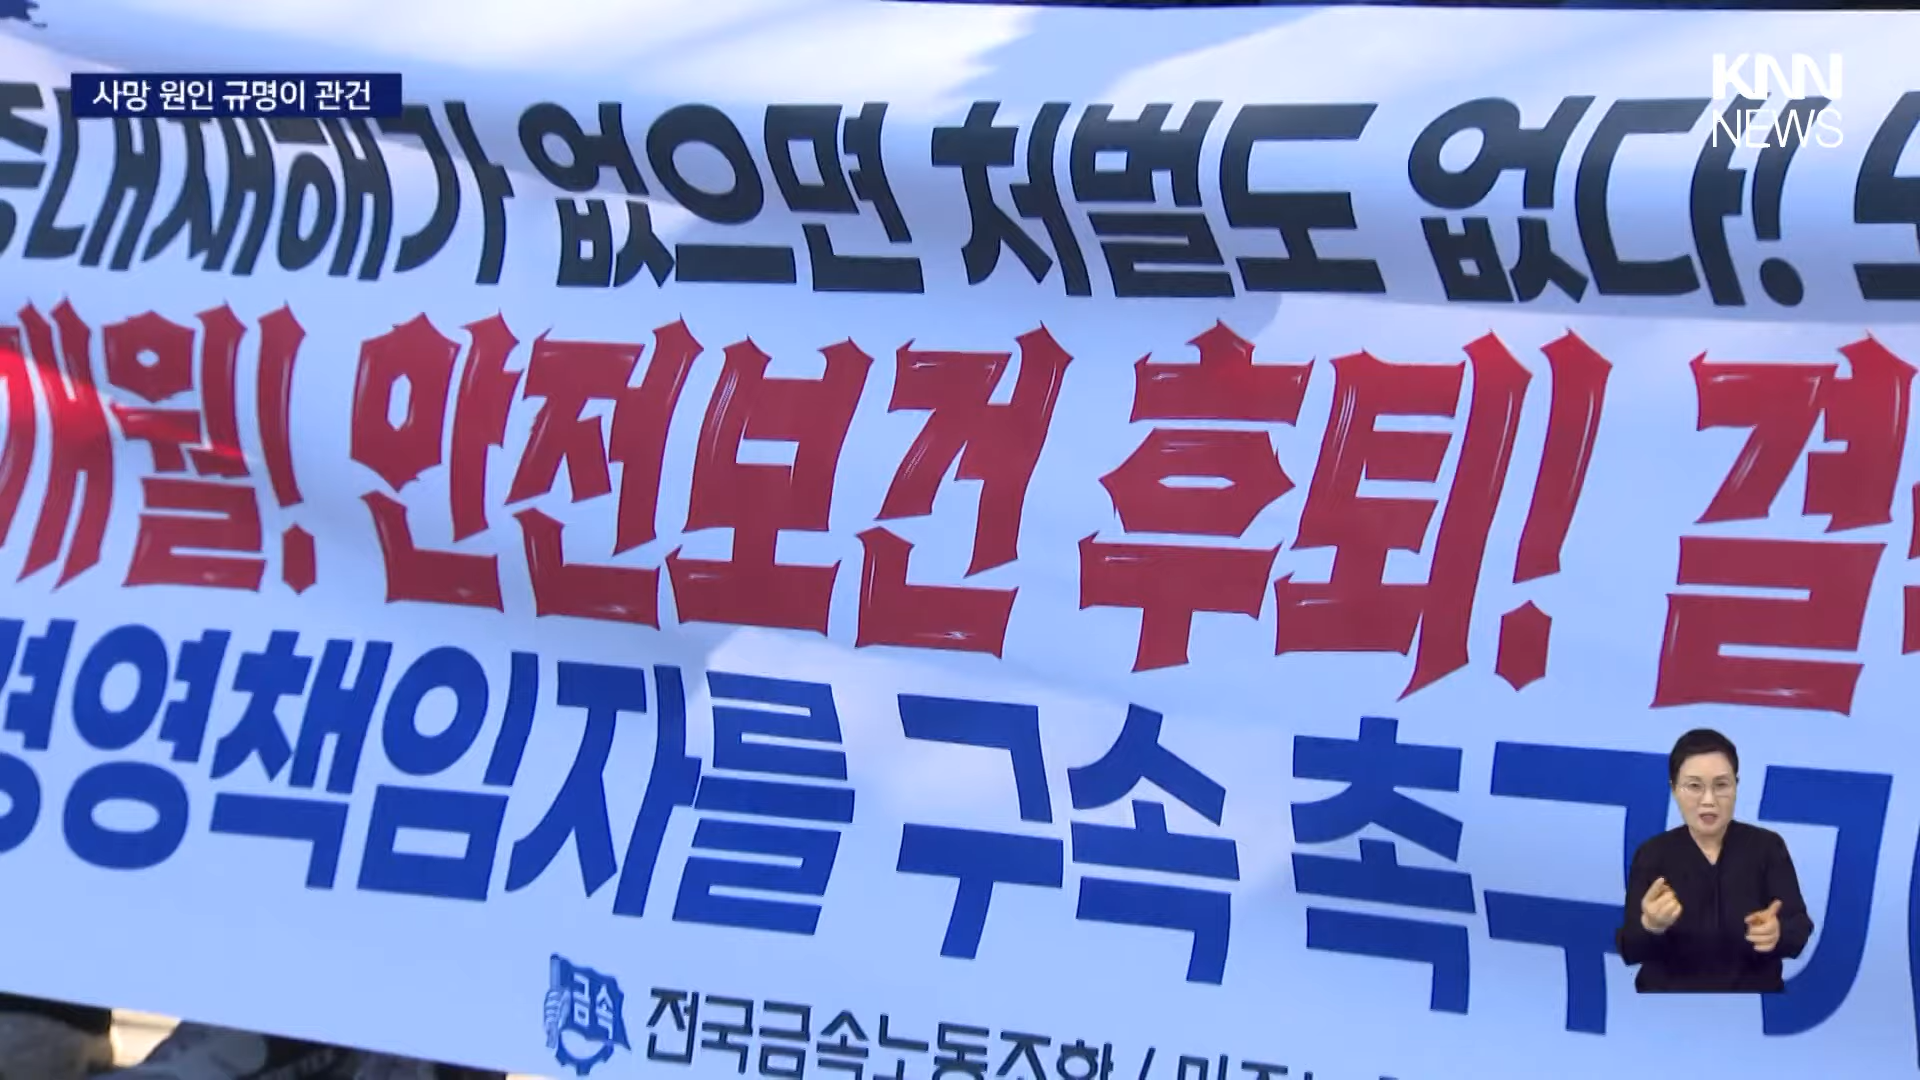 사망 원인 규명이 관건
KNN
NEWS
중대재해가 없으면 처벌도 없다!
개월! 안전보건 후퇴!
경영책임자를 구속 촉구
금속
전국금속노동조합 /